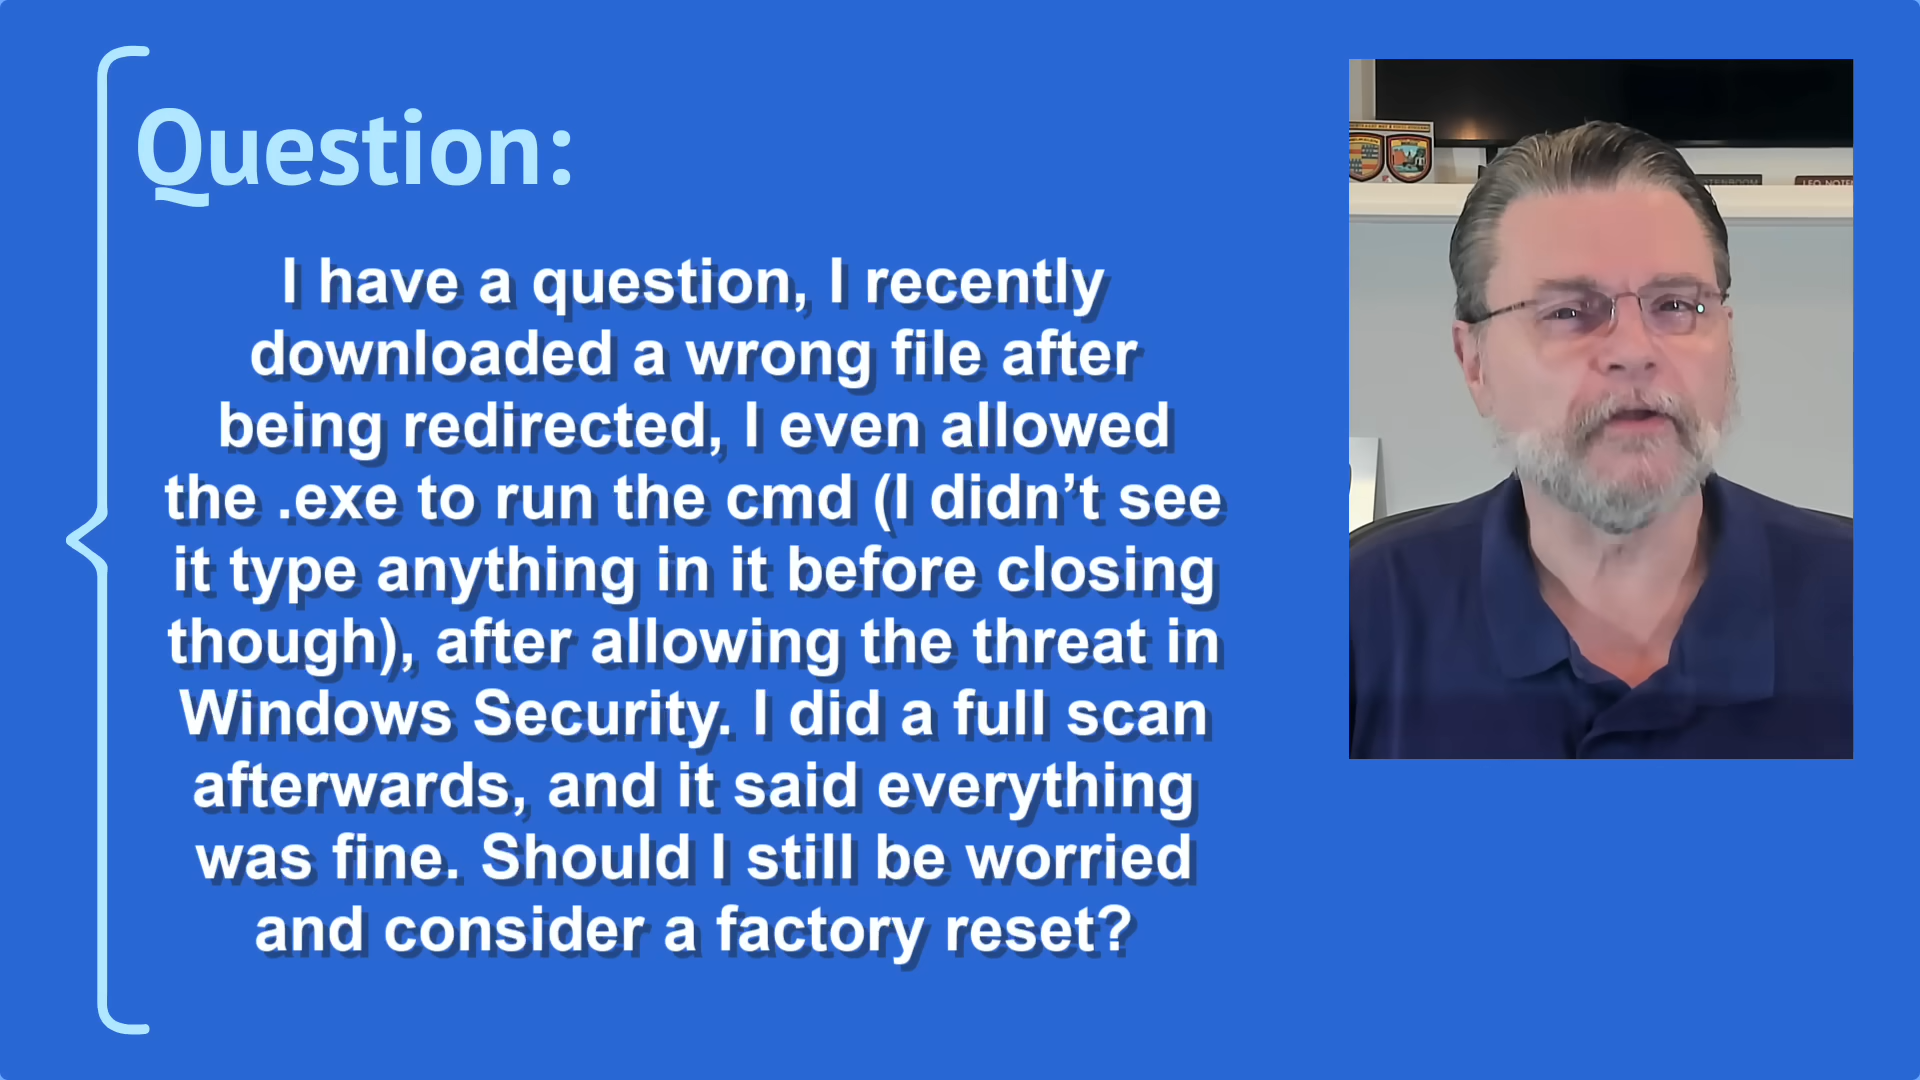 Question:
I have a question, I recently
downloaded a wrong file after
being redirected, I even allowed
the .exe to run the cmd (I didn’t see
it type anything in it before closing
though), after allowing the threat in
Windows Security. I did a full scan
afterwards, and it said everything
was fine. Should I still be worried
and consider a factory reset?